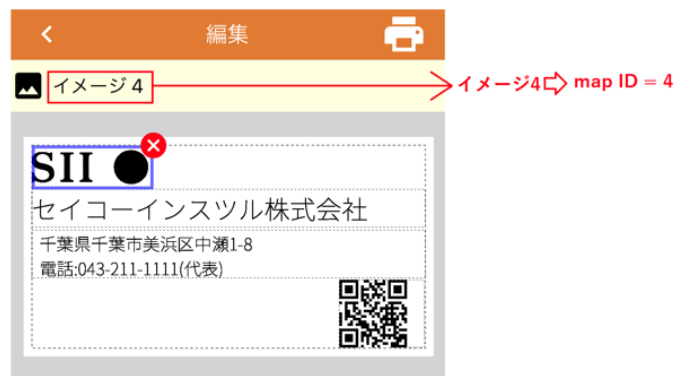 編集
イメージ 4
イメージ4⇨ map ID = 4
SII ●
セイコーインスツル株式会社
千葉県千葉市美浜区中瀬1-8
電話:043-211-1111(代表)